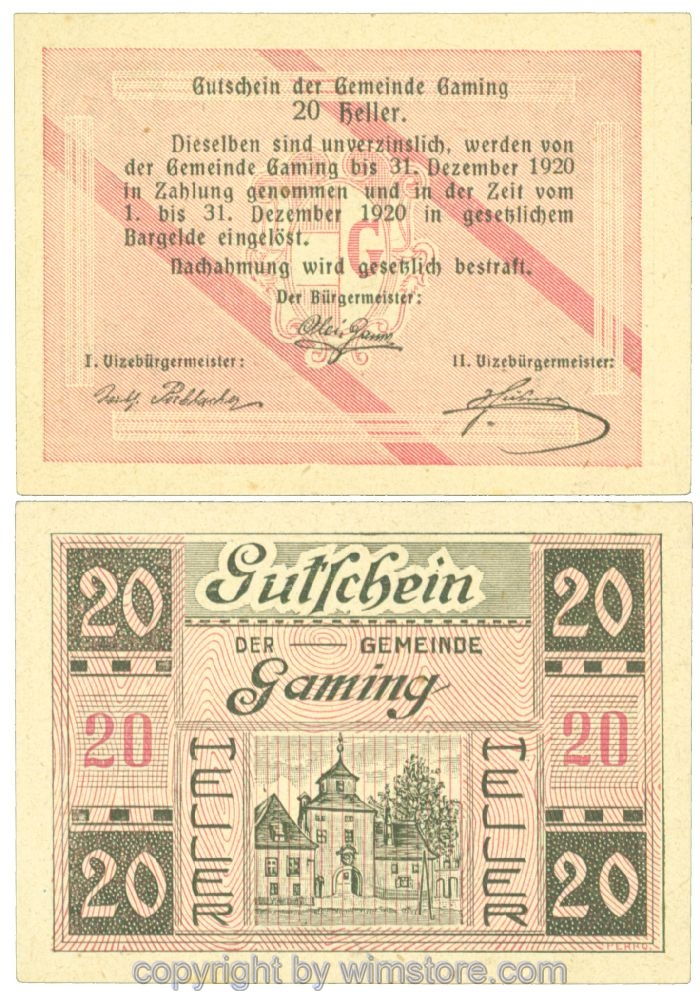 Gutschein der Gemeinde Gaming
20 Heller.
Dieselben sind unverzinslich, werden von
der Gemeinde Gaming bis 31. Dezember 1920
in Zahlung genommen und in der Zeit vom
1. bis 31. Dezember 1920 in gesetzlichem
Bargelde eingelöst.
G
Nachahmung wird gesetzlich bestraft.
Der Bürgermeister:
I. Vizebürgermeister:
II. Vizebürgermeister:
20
Gutschein
20
DER — GEMEINDE
Gaming
20
20
HELLER
HELLER
20
20
copyright by wimstore.com